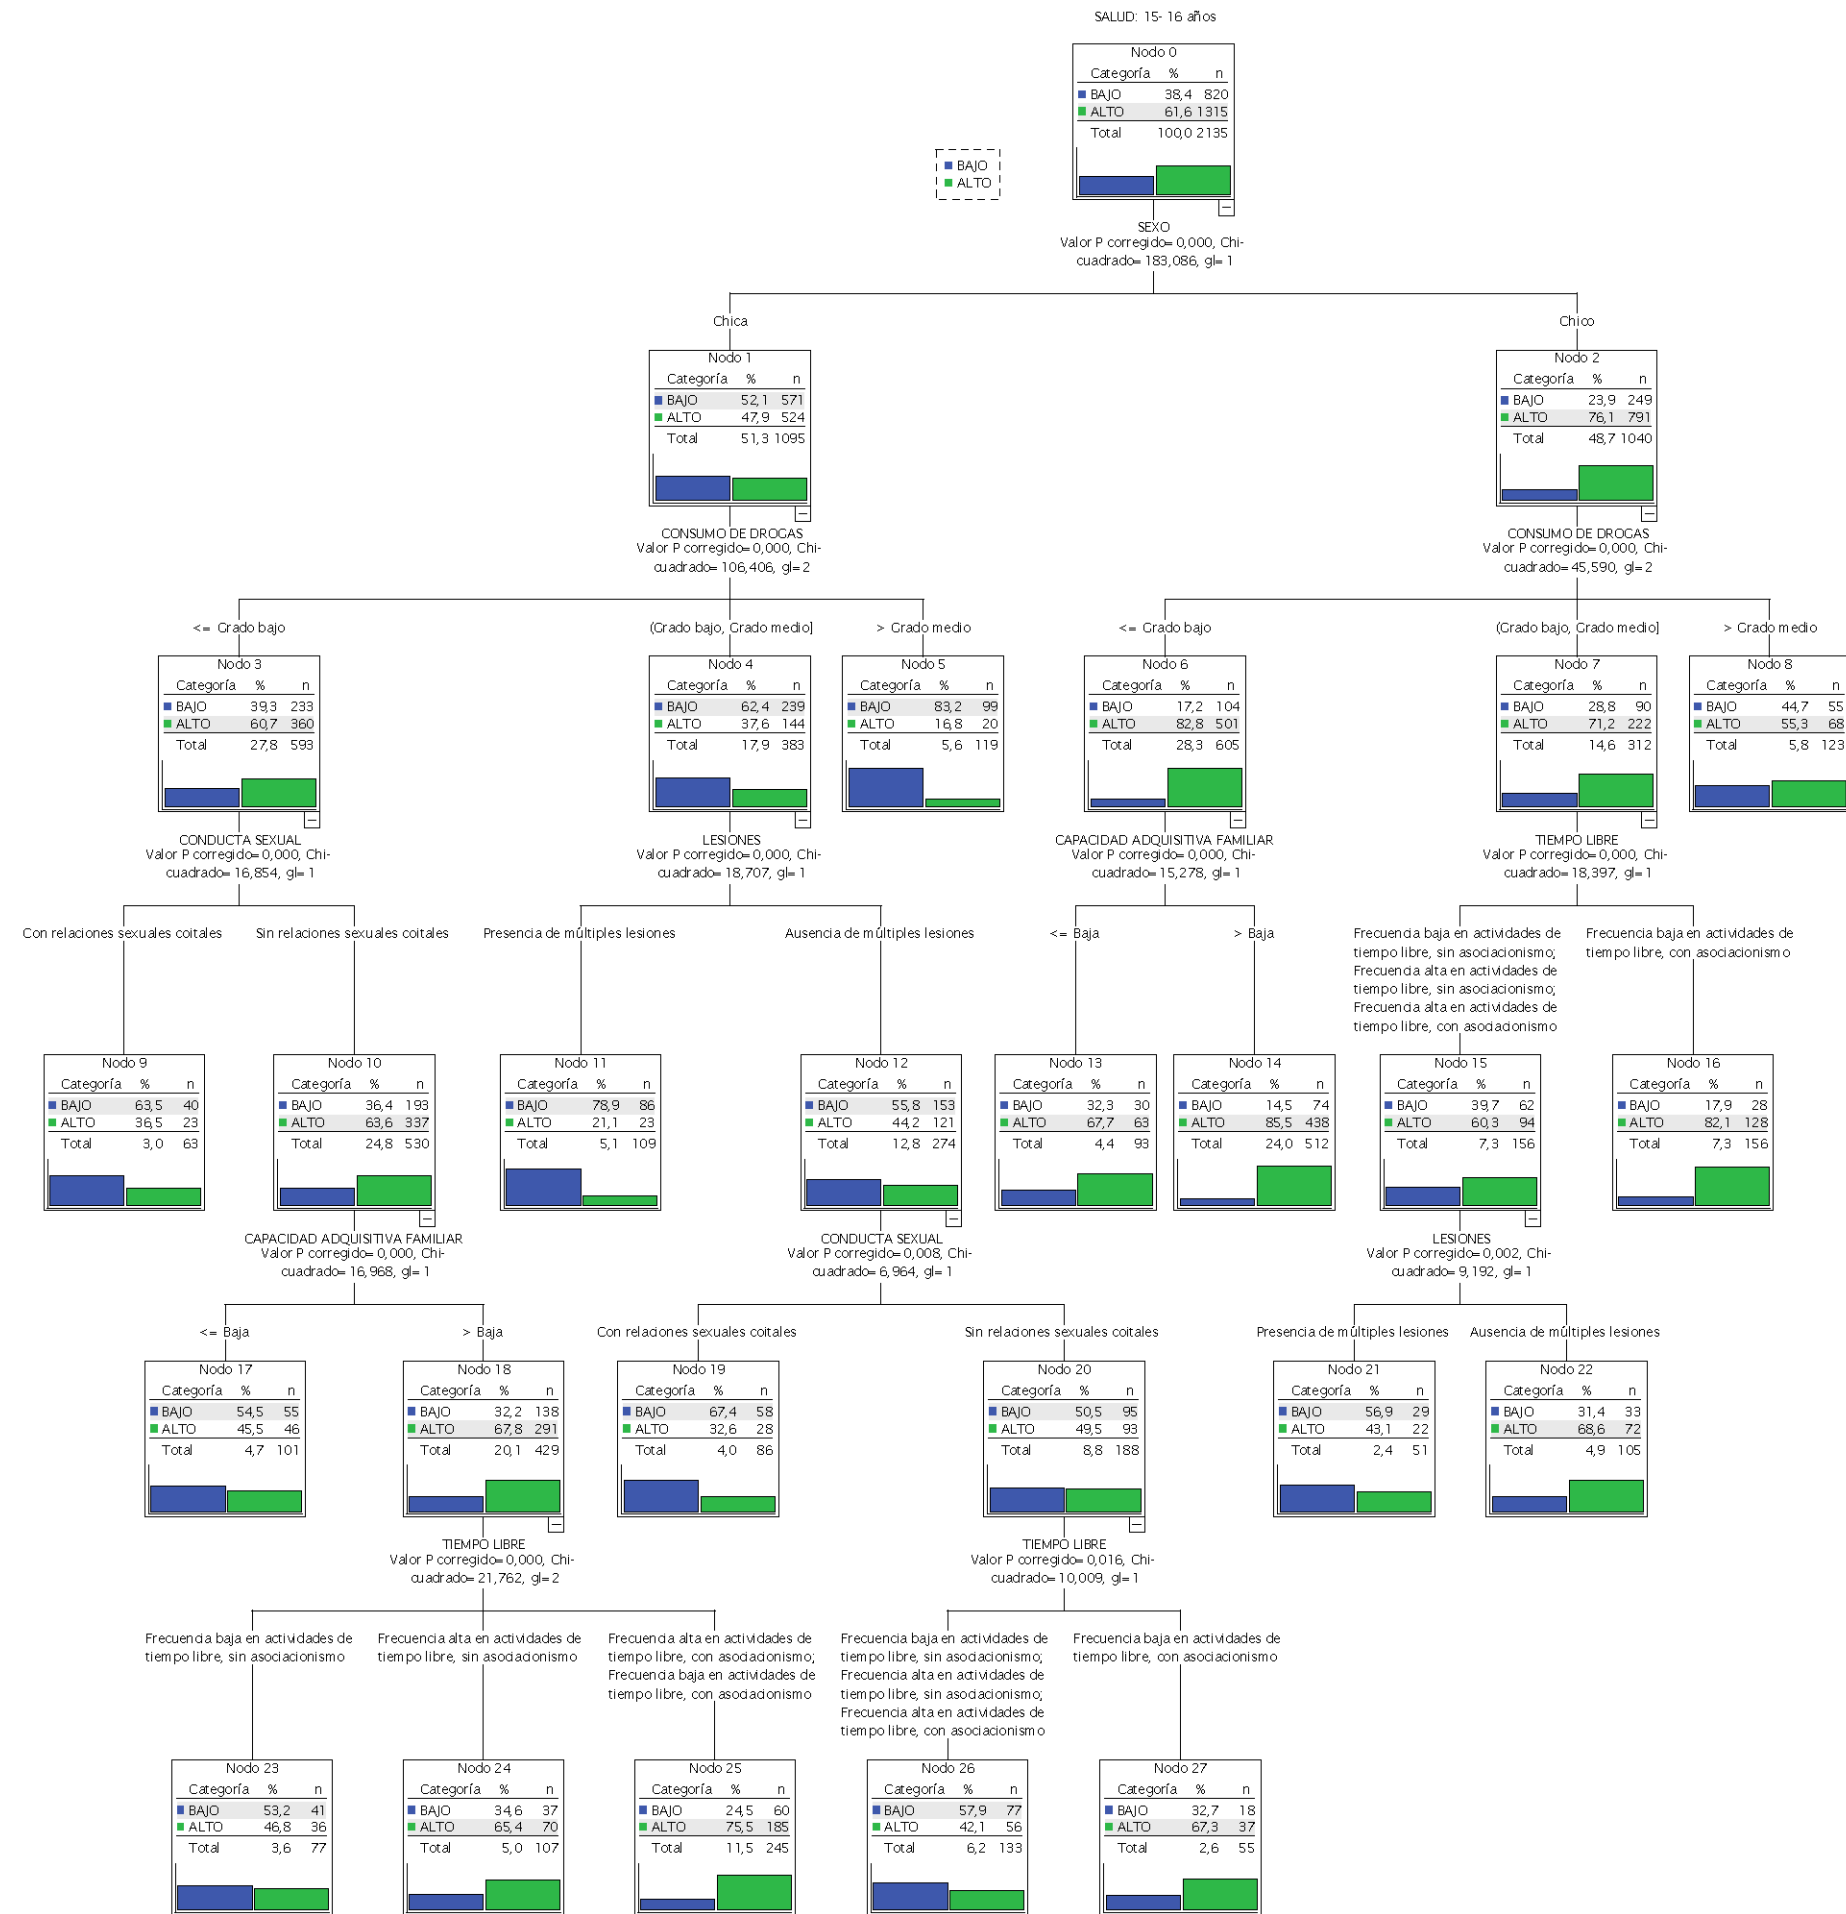 SALUD: 15- 16 años
Nodo 0
Categoría % n
BAJO 38,4 820
ALTO 61,6 1315
Total 100,0 2135
BAJO
ALTO
SEXO
Valor P corregido= 0,000, Chi-
cuadrado= 183,086, gl= 1
Chica
Chico
Nodo 1
Categoría % n
BAJO 52,1 571
ALTO 47,9 524
Total 51,3 1095
Nodo 2
Categoría % n
BAJO 23,9 249
ALTO 76,1 791
Total 48,7 1040
CONSUMO DE DROGAS
Valor P corregido= 0,000, Chi-
cuadrado= 106,406, gl= 2
CONSUMO DE DROGAS
Valor P corregido= 0,000, Chi-
cuadrado= 45,590, gl= 2
<= Grado bajo
(Grado bajo, Grado medio]
> Grado medio
<= Grado bajo
(Grado bajo, Grado medio]
> Grado medio
Nodo 3
Categoría % n
BAJO 39,3 233
ALTO 60,7 360
Total 27,8 593
Nodo 4
Categoría % n
BAJO 62,4 239
ALTO 37,6 144
Total 17,9 383
Nodo 5
Categoría % n
BAJO 83,2 99
ALTO 16,8 20
Total 5,6 119
Nodo 6
Categoría % n
BAJO 17,2 104
ALTO 82,8 501
Total 28,3 605
Nodo 7
Categoría % n
BAJO 28,8 90
ALTO 71,2 222
Total 14,6 312
Nodo 8
Categoría % n
BAJO 44,7 55
ALTO 55,3 68
Total 5,8 123
CONDUCTA SEXUAL
Valor P corregido= 0,000, Chi-
cuadrado= 16,854, gl= 1
LESIONES
Valor P corregido= 0,000, Chi-
cuadrado= 18,707, gl= 1
CAPACIDAD ADQUISITIVA FAMILIAR
Valor P corregido= 0,000, Chi-
cuadrado= 15,278, gl= 1
TIEMPO LIBRE
Valor P corregido= 0,000, Chi-
cuadrado= 18,397, gl= 1
Con relaciones sexuales coitales
Sin relaciones sexuales coitales
Presencia de múltiples lesiones
Ausencia de múltiples lesiones
<= Baja
> Baja
Frecuencia baja en actividades de
tiempo libre, sin asociacionismo;
Frecuencia alta en actividades de
tiempo libre, sin asociacionismo;
Frecuencia alta en actividades de
tiempo libre, con asociacionismo
Frecuencia baja en actividades de
tiempo libre, con asociacionismo
Nodo 9
Categoría % n
BAJO 63,5 40
ALTO 36,5 23
Total 3,0 63
Nodo 10
Categoría % n
BAJO 36,4 193
ALTO 63,6 337
Total 24,8 530
Nodo 11
Categoría % n
BAJO 78,9 86
ALTO 21,1 23
Total 5,1 109
Nodo 12
Categoría % n
BAJO 55,8 153
ALTO 44,2 121
Total 12,8 274
Nodo 13
Categoría % n
BAJO 32,3 30
ALTO 67,7 63
Total 4,4 93
Nodo 14
Categoría % n
BAJO 14,5 74
ALTO 85,5 438
Total 24,0 512
Nodo 15
Categoría % n
BAJO 39,7 62
ALTO 60,3 94
Total 7,3 156
Nodo 16
Categoría % n
BAJO 17,9 28
ALTO 82,1 128
Total 7,3 156
CAPACIDAD ADQUISITIVA FAMILIAR
Valor P corregido= 0,000, Chi-
cuadrado= 16,968, gl= 1
CONDUCTA SEXUAL
Valor P corregido= 0,008, Chi-
cuadrado= 6,964, gl= 1
LESIONES
Valor P corregido= 0,002, Chi-
cuadrado= 9,192, gl= 1
<= Baja
> Baja
Con relaciones sexuales coitales
Sin relaciones sexuales coitales
Presencia de múltiples lesiones
Ausencia de múltiples lesiones
Nodo 17
Categoría % n
BAJO 54,5 55
ALTO 45,5 46
Total 4,7 101
Nodo 18
Categoría % n
BAJO 32,2 138
ALTO 67,8 291
Total 20,1 429
Nodo 19
Categoría % n
BAJO 67,4 58
ALTO 32,6 28
Total 4,0 86
Nodo 20
Categoría % n
BAJO 50,5 95
ALTO 49,5 93
Total 8,8 188
Nodo 21
Categoría % n
BAJO 56,9 29
ALTO 43,1 22
Total 2,4 51
Nodo 22
Categoría % n
BAJO 31,4 33
ALTO 68,6 72
Total 4,9 105
TIEMPO LIBRE
Valor P corregido= 0,000, Chi-
cuadrado= 21,762, gl= 2
TIEMPO LIBRE
Valor P corregido= 0,016, Chi-
cuadrado= 10,009, gl= 1
Frecuencia baja en actividades de
tiempo libre, sin asociacionismo
Frecuencia alta en actividades de
tiempo libre, sin asociacionismo
Frecuencia alta en actividades de
tiempo libre, con asociacionismo;
Frecuencia baja en actividades de
tiempo libre, con asociacionismo
Frecuencia baja en actividades de
tiempo libre, sin asociacionismo;
Frecuencia alta en actividades de
tiempo libre, sin asociacionismo;
Frecuencia alta en actividades de
tiempo libre, con asociacionismo
Frecuencia baja en actividades de
tiempo libre, con asociacionismo
Nodo 23
Categoría % n
BAJO 53,2 41
ALTO 46,8 36
Total 3,6 77
Nodo 24
Categoría % n
BAJO 34,6 37
ALTO 65,4 70
Total 5,0 107
Nodo 25
Categoría % n
BAJO 24,5 60
ALTO 75,5 185
Total 11,5 245
Nodo 26
Categoría % n
BAJO 57,9 77
ALTO 42,1 56
Total 6,2 133
Nodo 27
Categoría % n
BAJO 32,7 18
ALTO 67,3 37
Total 2,6 55